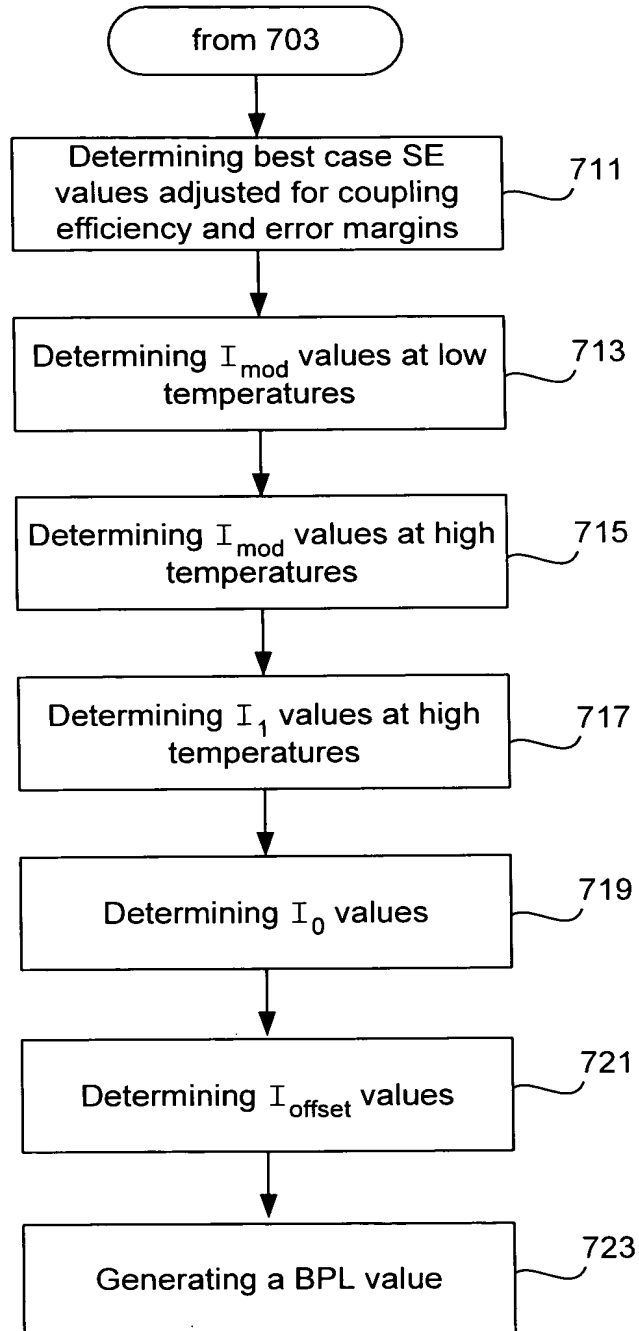 from 703
Determining best case SE
values adjusted for coupling
efficiency and error margins
711
Determining I_mod values at low
temperatures
713
Determining I_mod values at high
temperatures
715
Determining I_1 values at high
temperatures
717
Determining I_0 values
719
Determining I_offset values
721
Generating a BPL value
723